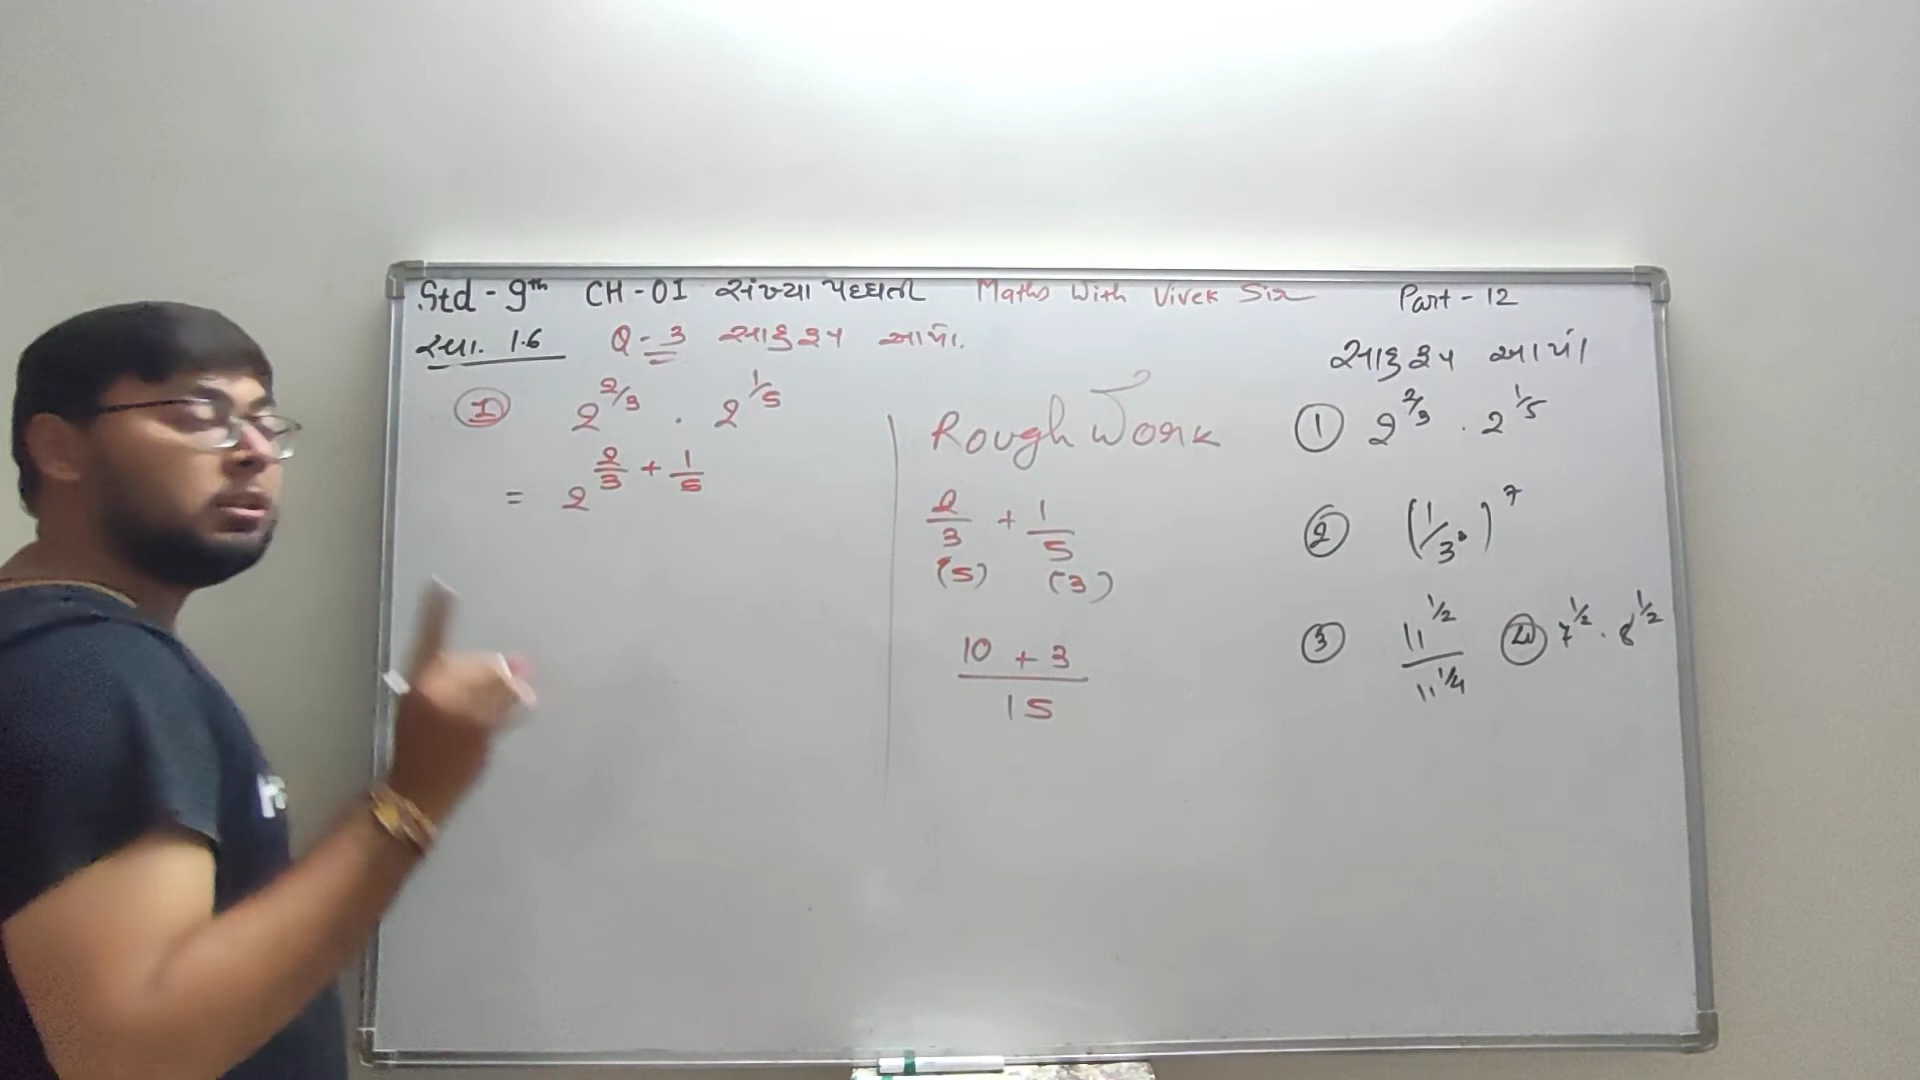 Std - 9th CH - 01 સંખ્યા પધ્ધતી Maths With Vivek Sir Part - 12
સ્વા. 1.6 Q - 3 સાદુ રૂપ આપો.
① 2^2/3 . 2^1/5
= 2^2/3 + 1/5
Rough Work
2/3 + 1/5
(5) (3)
10 + 3
15
સાદુ રૂપ આપો
① 2^2/3 . 2^1/5
② (1/3³)^7
③ 11^1/2 / 11^1/4 ④ 7^1/2 . 8^1/2